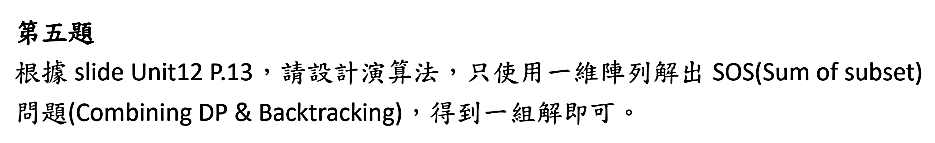 第五題
根據 slide Unit12 P.13，請設計演算法，只使用一維陣列解出 SOS(Sum of subset)
問題(Combining DP & Backtracking)，得到一組解即可。